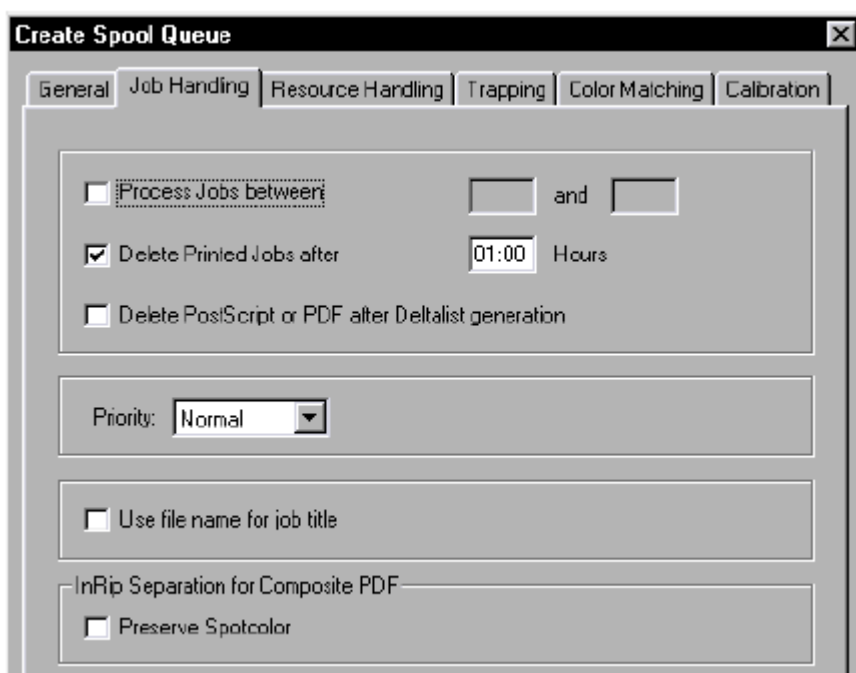 Create Spool Queue
General Job Handling Resource Handling Trapping Color Matching Calibration
Process Jobs between and
Delete Printed Jobs after 01:00 Hours
Delete PostScript or PDF after Deltalist generation
Priority: Normal
Use file name for job title
InRip Separation for Composite PDF
Preserve Spotcolor